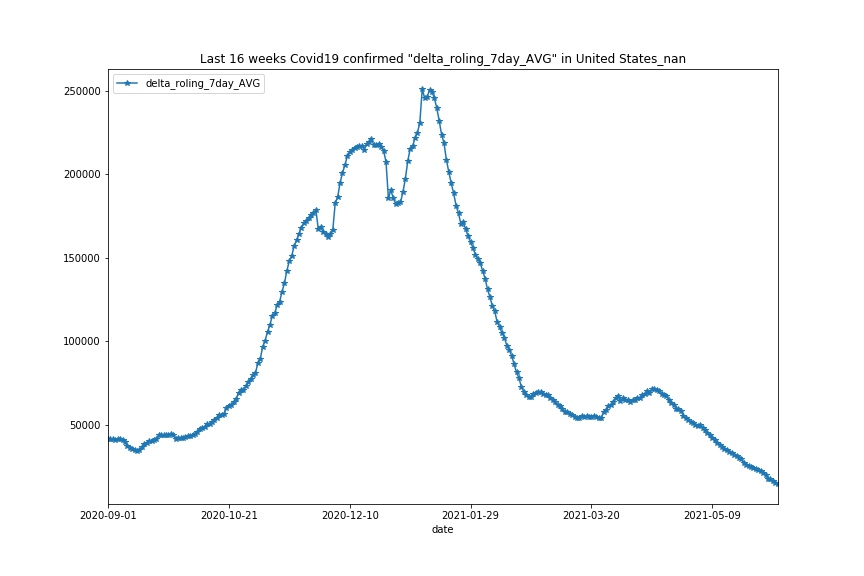 Last 16 weeks Covid19 confirmed "delta_roling_7day_AVG" in United States_nan
delta_roling_7day_AVG
250000
200000
150000
100000
50000
2020-09-01 2020-10-21 2020-12-10 2021-01-29 2021-03-20 2021-05-09
date